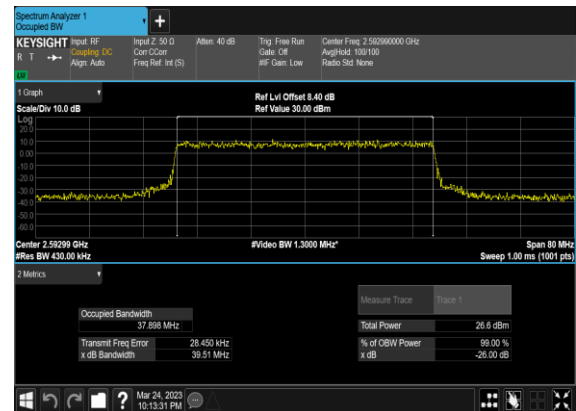 Spectrum Analyzer 1
Occupied BW
+
KEYSIGHT
R T
LVI
Input: RF
Coupling: DC
Align: Auto
Input Z: 50 Ω
Corr CCorr
Freq Ref: Int (S)
Atten: 40 dB
Trig: Free Run
Gate: Off
#IF Gain: Low
Center Freq: 2.592990000 GHz
Avg|Hold: 100/100
Radio Std: None
1 Graph
Scale/Div 10.0 dB
Ref Lvl Offset 8.40 dB
Ref Value 30.00 dBm
Log
20.0
10.0
0.00
-10.0
-20.0
-30.0
-40.0
-50.0
-60.0
Center 2.59299 GHz
#Video BW 1.3000 MHz*
Span 80 MHz
#Res BW 430.00 kHz
Sweep 1.00 ms (1001 pts)
2 Metrics
Measure Trace
Trace 1
Occupied Bandwidth
37.898 MHz
Total Power
26.6 dBm
Transmit Freq Error
28.450 kHz
% of OBW Power
99.00 %
x dB Bandwidth
39.51 MHz
x dB
-26.00 dB
?
Mar 24, 2023
10:13:31 PM